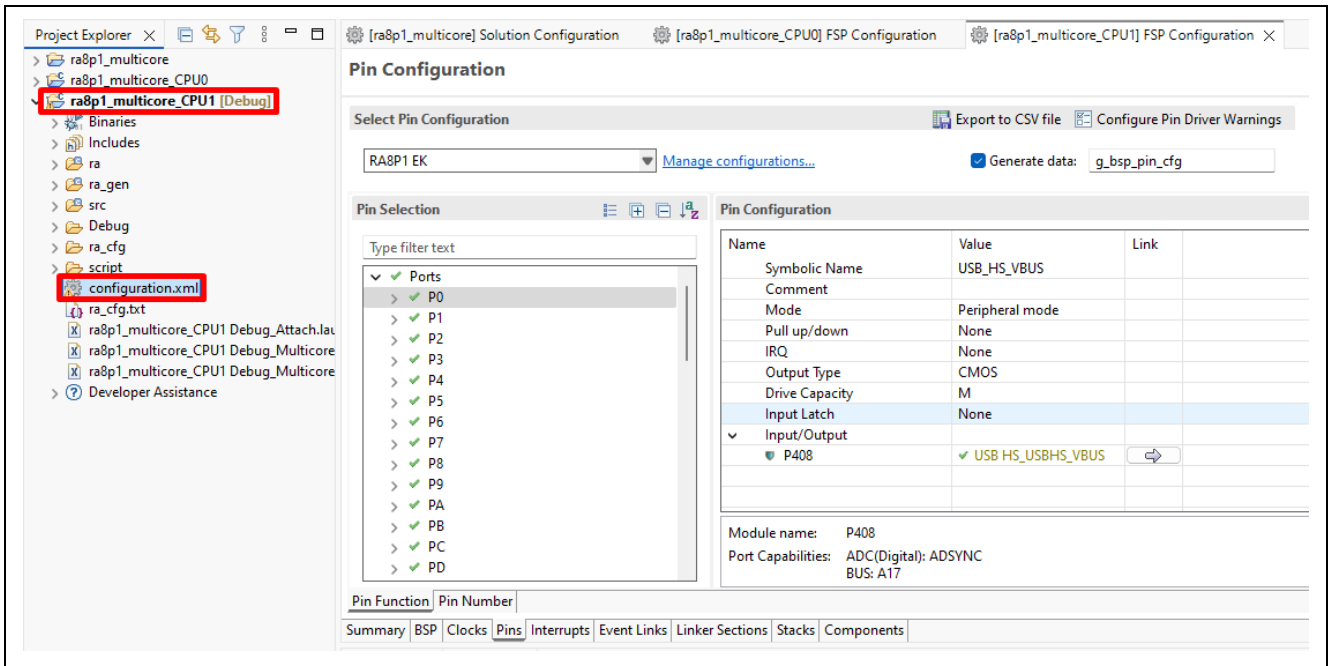 Project Explorer
ra8p1_multicore
ra8p1_multicore_CPU0
ra8p1_multicore_CPU1 [Debug]
Binaries
Includes
ra
ra_gen
src
Debug
ra_cfg
script
configuration.xml
ra_cfg.txt
ra8p1_multicore_CPU1 Debug_Attach.lau
ra8p1_multicore_CPU1 Debug_Multicore
ra8p1_multicore_CPU1 Debug_Multicore
Developer Assistance
[ra8p1_multicore] Solution Configuration
[ra8p1_multicore_CPU0] FSP Configuration
[ra8p1_multicore_CPU1] FSP Configuration
Pin Configuration
Select Pin Configuration
Export to CSV file
Configure Pin Driver Warnings
RA8P1 EK
Manage configurations...
Generate data:
g_bsp_pin_cfg
Pin Selection
Type filter text
Ports
P0
P1
P2
P3
P4
P5
P6
P7
P8
P9
PA
PB
PC
PD
Pin Configuration
Name Value Link
Symbolic Name USB_HS_VBUS
Comment
Mode Peripheral mode
Pull up/down None
IRQ None
Output Type CMOS
Drive Capacity M
Input Latch None
Input/Output
P408 USB HS_USBHS_VBUS
Module name: P408
Port Capabilities: ADC(Digital): ADSYNC
BUS: A17
Pin Function Pin Number
Summary BSP Clocks Pins Interrupts Event Links Linker Sections Stacks Components